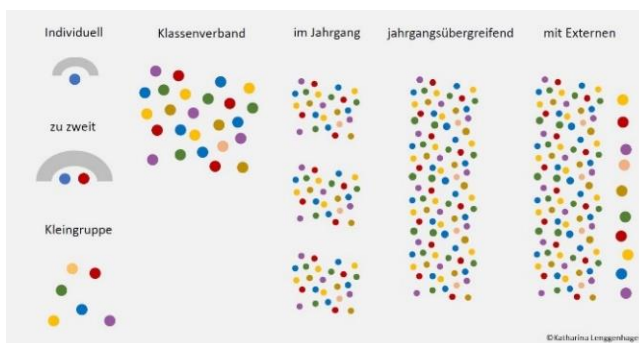 Individuell
Klassenverband
im Jahrgang
jahrgangsübergreifend
mit Externen
zu zweit
Kleingruppe
©Katharina Lenggenhager